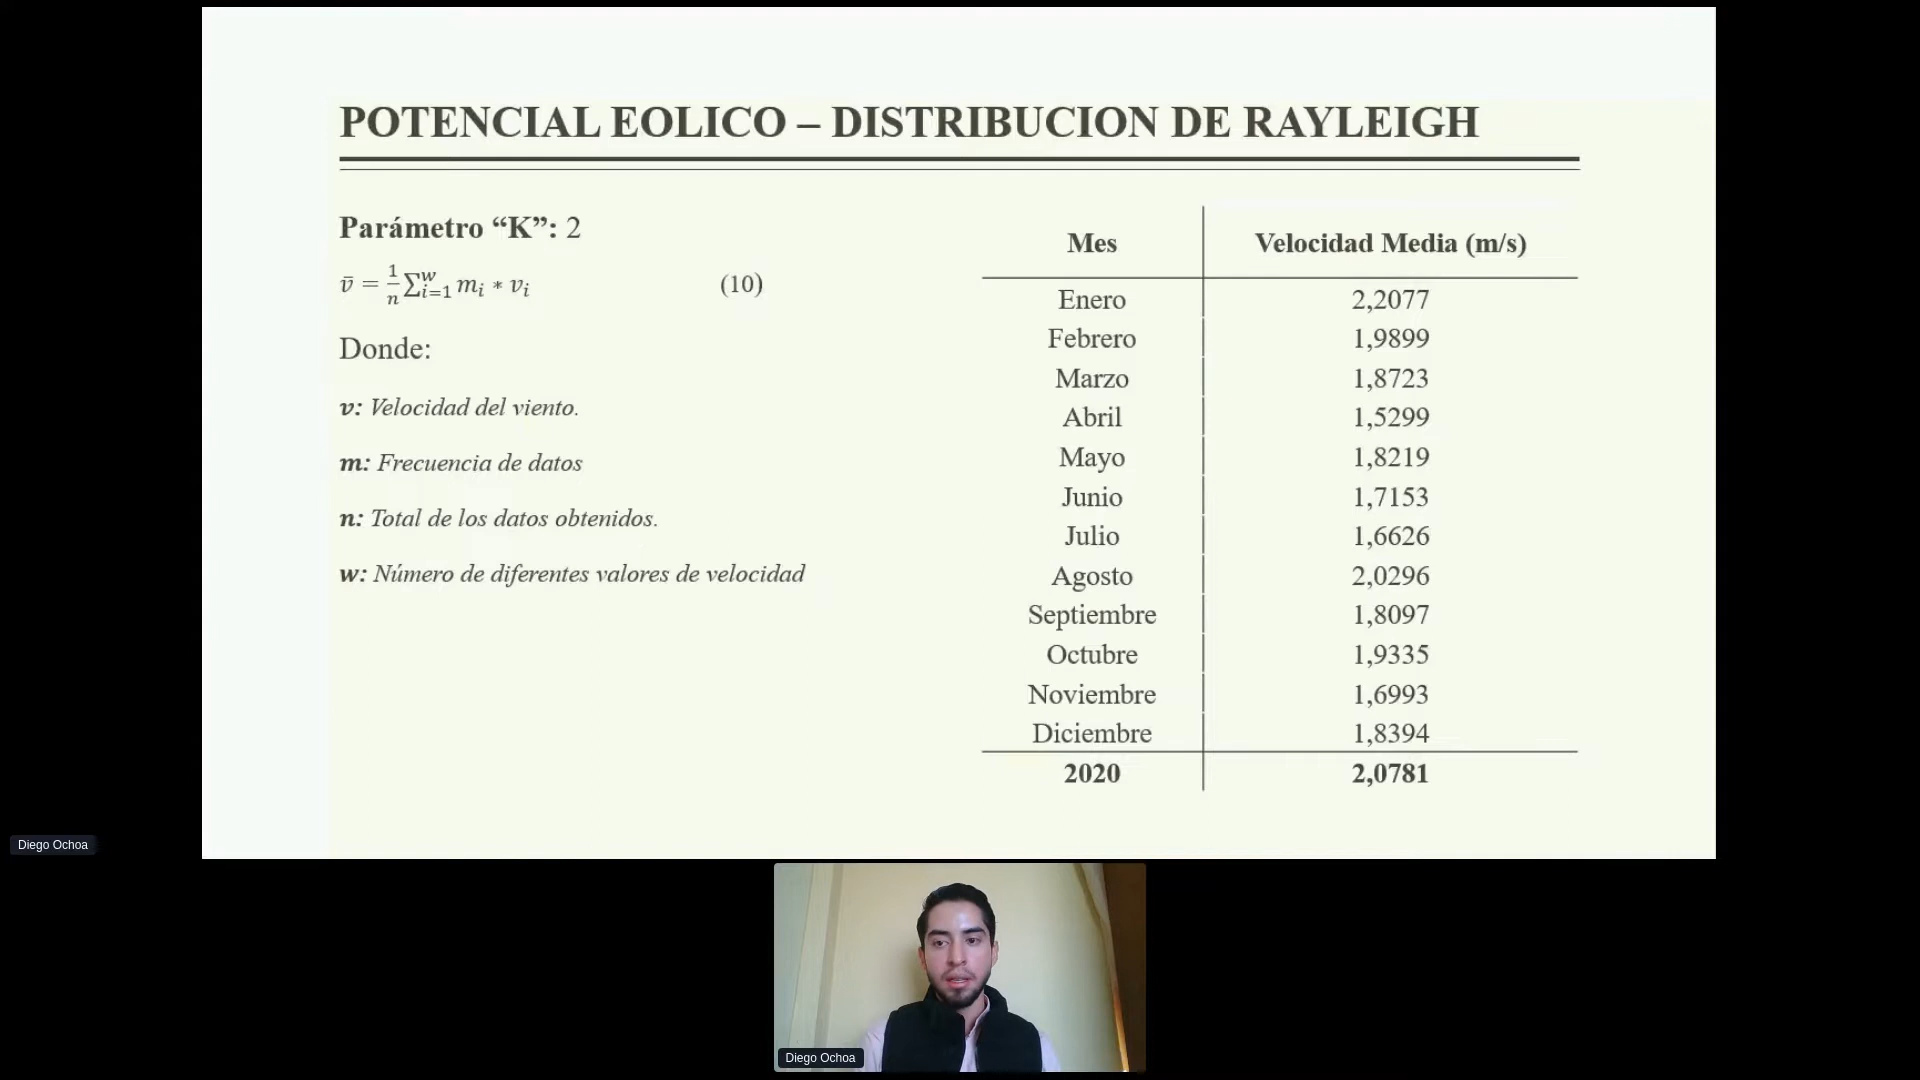 POTENCIAL EOLICO – DISTRIBUCION DE RAYLEIGH
Parámetro “K”: 2
v̄ = 1/n ∑_{i=1}^{w} m_i * v_i (10)
Donde:
v: Velocidad del viento.
m: Frecuencia de datos
n: Total de los datos obtenidos.
w: Número de diferentes valores de velocidad
Mes Velocidad Media (m/s)
Enero 2,2077
Febrero 1,9899
Marzo 1,8723
Abril 1,5299
Mayo 1,8219
Junio 1,7153
Julio 1,6626
Agosto 2,0296
Septiembre 1,8097
Octubre 1,9335
Noviembre 1,6993
Diciembre 1,8394
2020 2,0781
Diego Ochoa
Diego Ochoa